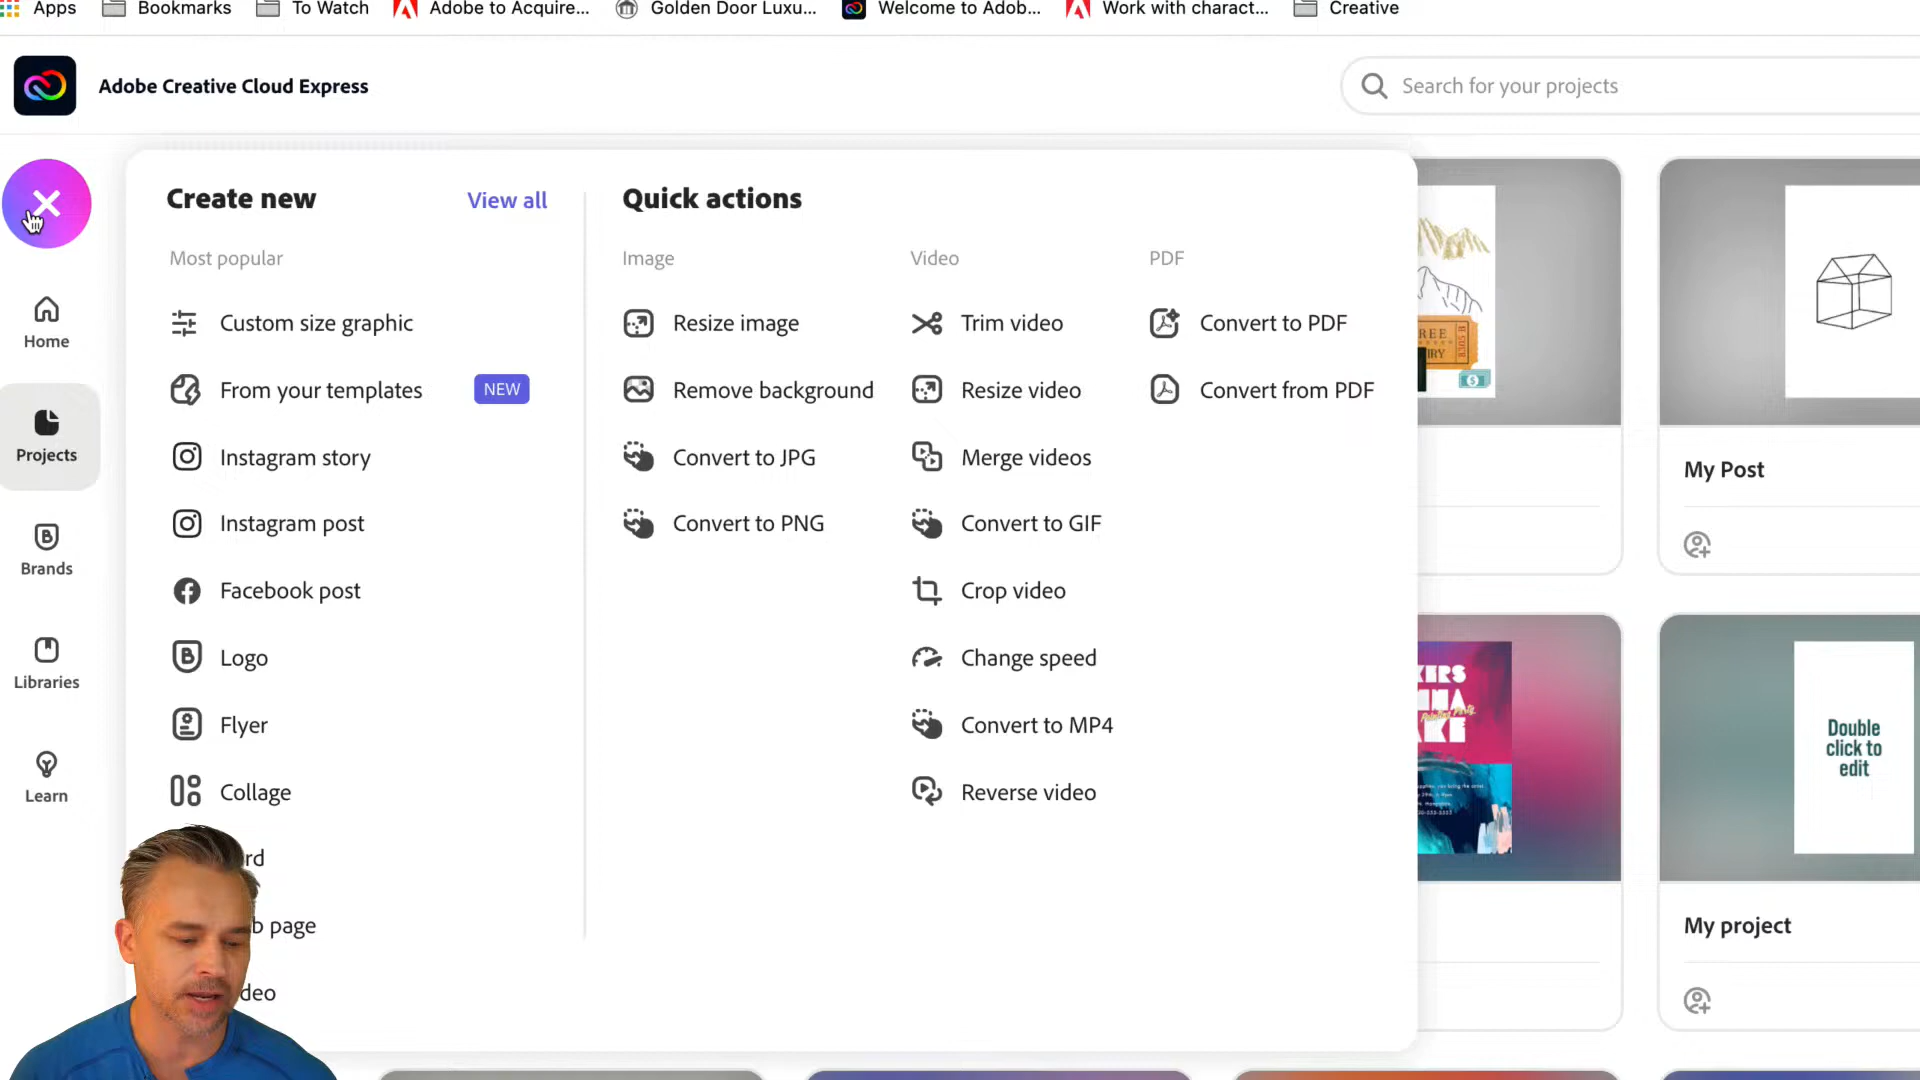 Apps
Bookmarks
To Watch
Adobe to Acquire...
Golden Door Luxu...
Welcome to Adob...
Work with charact...
Creative
Adobe Creative Cloud Express
Search for your projects
Home
Projects
Brands
Libraries
Learn
Create new
View all
Most popular
Custom size graphic
From your templates
NEW
Instagram story
Instagram post
Facebook post
Logo
Flyer
Collage
rd
b page
deo
Quick actions
Image
Resize image
Remove background
Convert to JPG
Convert to PNG
Video
Trim video
Resize video
Merge videos
Convert to GIF
Crop video
Change speed
Convert to MP4
Reverse video
PDF
Convert to PDF
Convert from PDF
My Post
Double
click to
edit
My project